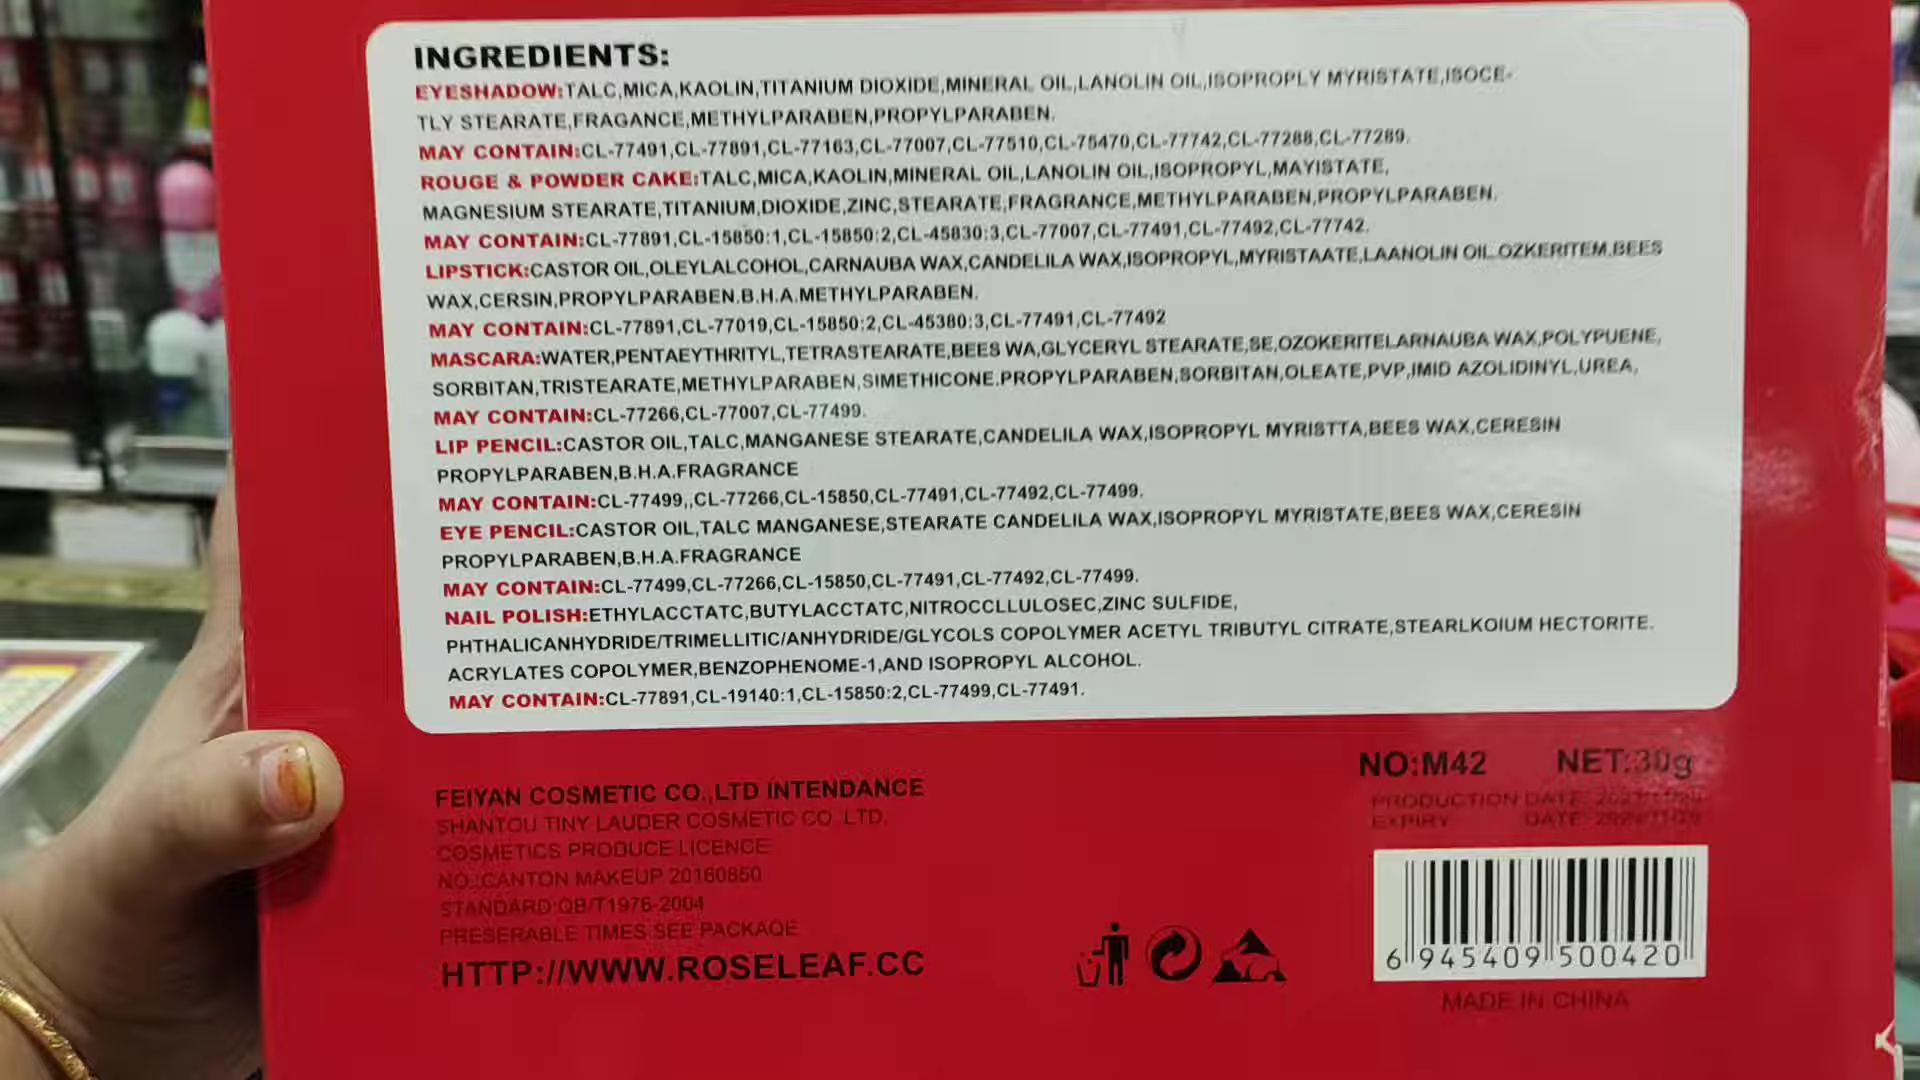 INGREDIENTS:
EYESHADOW:TALC,MICA,KAOLIN,TITANIUM DIOXIDE,MINERAL OIL,LANOLIN OIL,ISOPROPLY MYRISTATE,ISOCE-
TLY STEARATE,FRAGANCE,METHYLPARABEN,PROPYLPARABEN.
MAY CONTAIN:CL-77491,CL-77891,CL-77163,CL-77007,CL-77510,CL-75470,CL-77742,CL-77288,CL-77289.
ROUGE & POWDER CAKE:TALC,MICA,KAOLIN,MINERAL OIL,LANOLIN OIL,ISOPROPYL,MAYISTATE,
MAGNESIUM STEARATE,TITANIUM,DIOXIDE,ZINC,STEARATE,FRAGRANCE,METHYLPARABEN,PROPYLPARABEN.
MAY CONTAIN:CL-77891,CL-15850:1,CL-15850:2,CL-45830:3,CL-77007,CL-77491,CL-77492,CL-77742.
LIPSTICK:CASTOR OIL,OLEYLALCOHOL,CARNAUBA WAX,CANDELILA WAX,ISOPROPYL,MYRISTAATE,LAANOLIN OIL.OZKERITEM.BEES
WAX,CERSIN,PROPYLPARABEN.B.H.A.METHYLPARABEN.
MAY CONTAIN:CL-77891,CL-77019,CL-15850:2,CL-45380:3,CL-77491,CL-77492
MASCARA:WATER,PENTAEYTHRITYL,TETRASTEARATE,BEES WA,GLYCERYL STEARATE,SE,OZOKERITELARNAUBA WAX,POLYPUENE,
SORBITAN,TRISTEARATE,METHYLPARABEN,SIMETHICONE.PROPYLPARABEN,SORBITAN,OLEATE,PVP,IMID AZOLIDINYL,UREA,
MAY CONTAIN:CL-77266,CL-77007,CL-77499.
LIP PENCIL:CASTOR OIL,TALC,MANGANESE STEARATE,CANDELILA WAX,ISOPROPYL MYRISTTA,BEES WAX,CERESIN
PROPYLPARABEN,B.H.A.FRAGRANCE
MAY CONTAIN:CL-77499,,CL-77266,CL-15850,CL-77491,CL-77492,CL-77499.
EYE PENCIL:CASTOR OIL,TALC MANGANESE,STEARATE CANDELILA WAX,ISOPROPYL MYRISTATE,BEES WAX,CERESIN
PROPYLPARABEN,B.H.A.FRAGRANCE
MAY CONTAIN:CL-77499,CL-77266,CL-15850,CL-77491,CL-77492,CL-77499.
NAIL POLISH:ETHYLACCTATC,BUTYLACCTATC,NITROCCLLULOSEC,ZINC SULFIDE,
PHTHALICANHYDRIDE/TRIMELLITIC/ANHYDRIDE/GLYCOLS COPOLYMER ACETYL TRIBUTYL CITRATE,STEARLKOIUM HECTORITE.
ACRYLATES COPOLYMER,BENZOPHENOME-1,AND ISOPROPYL ALCOHOL.
MAY CONTAIN:CL-77891,CL-19140:1,CL-15850:2,CL-77499,CL-77491.
FEIYAN COSMETIC CO.,LTD INTENDANCE
SHANTOU TINY LAUDER COSMETIC CO.,LTD.
COSMETICS PRODUCE LICENCE
NO.:CANTON MAKEUP 20160850
STANDARD:QB/T1976-2004
PRESERABLE TIMES SEE PACKAGE
HTTP://WWW.ROSELEAF.CC
NO:M42 NET:30g
PRODUCTION DATE:
EXPIRY DATE:
6 945409 500420
MADE IN CHINA